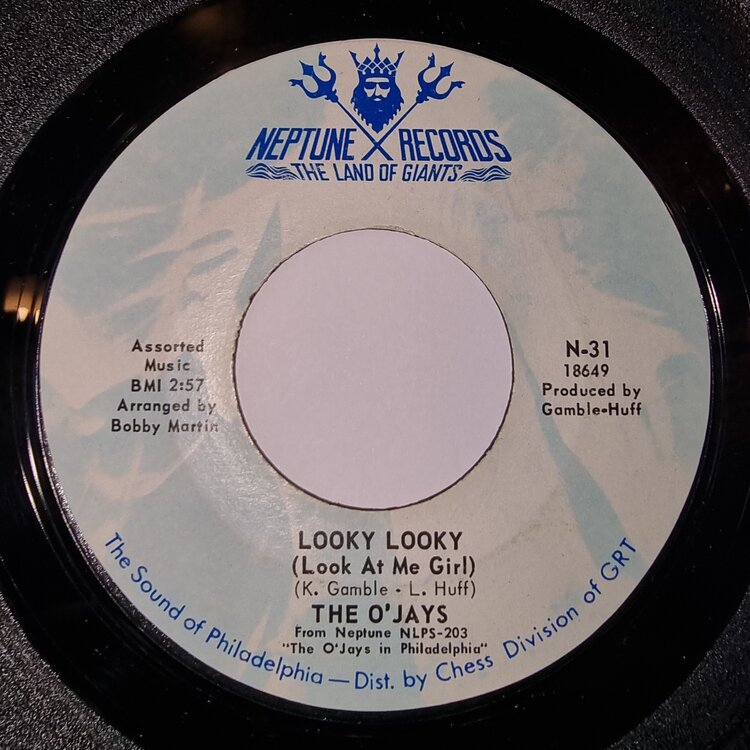 NEPTUNE RECORDS
THE LAND OF GIANTS
Assorted
Music
BMI 2:57
Arranged by
Bobby Martin
N-31
18649
Produced by
Gamble-Huff
LOOKY LOOKY
(Look At Me Girl)
(K. Gamble - L. Huff)
THE O'JAYS
From Neptune NLPS-203
"The O'Jays in Philadelphia"
The Sound of Philadelphia — Dist. by Chess Division of GRT